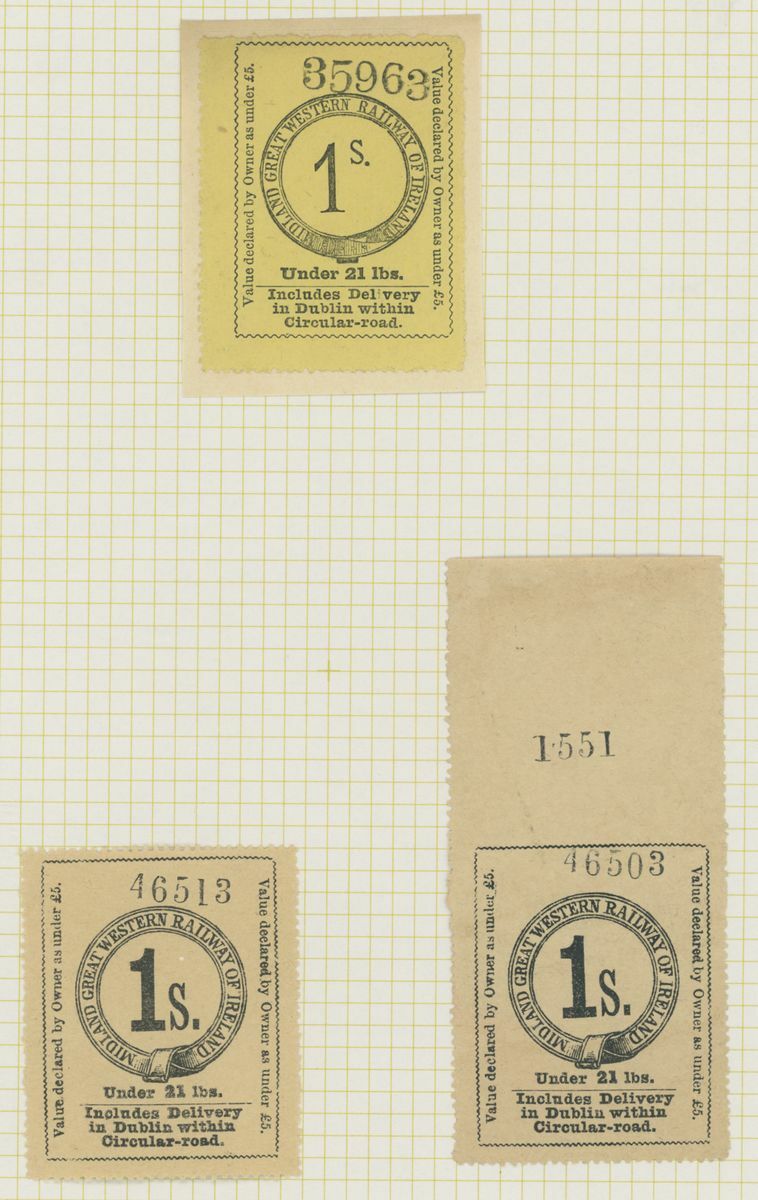 35963
MIDLAND GREAT WESTERN RAILWAY OF IRELAND
1S.
Value declared by Owner as under £5.
Value declared by Owner as under £5.
Under 21 lbs.
Includes Delivery
in Dublin within
Circular-road.
1551
46513
MIDLAND GREAT WESTERN RAILWAY OF IRELAND
1S.
Value declared by Owner as under £5.
Value declared by Owner as under £5.
Under 21 lbs.
Includes Delivery
in Dublin within
Circular-road.
46503
MIDLAND GREAT WESTERN RAILWAY OF IRELAND
1S.
Value declared by Owner as under £5.
Value declared by Owner as under £5.
Under 21 lbs.
Includes Delivery
in Dublin within
Circular-road.